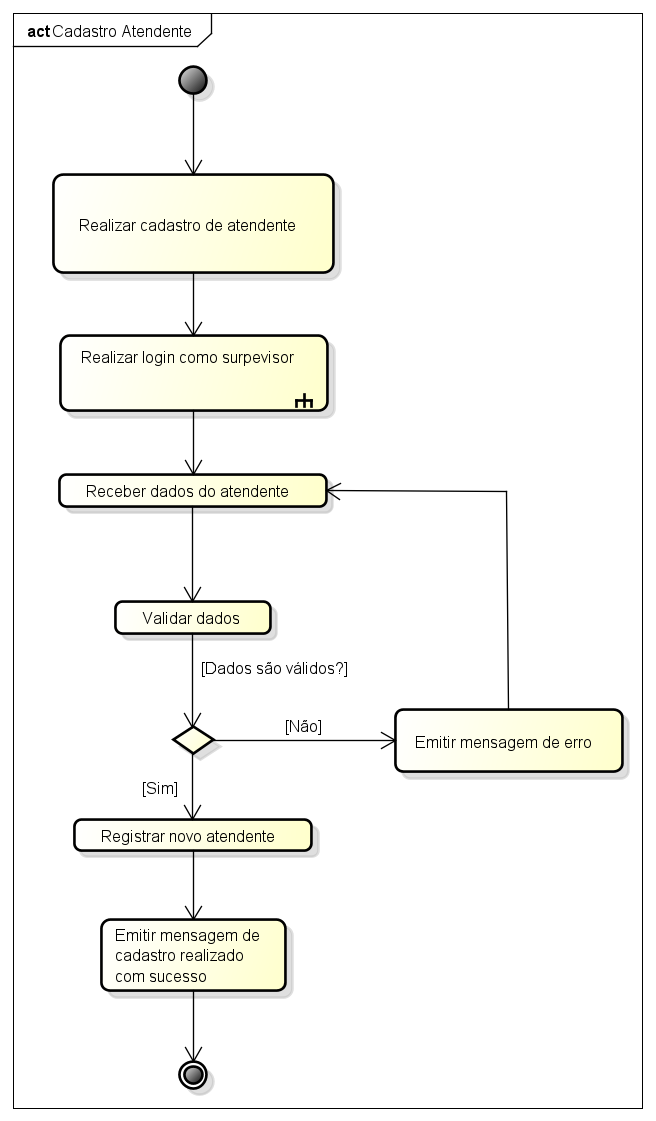 act Cadastro Atendente
Realizar cadastro de atendente
Realizar login como surpevisor
Receber dados do atendente
Validar dados
[Dados são válidos?]
[Não]
Emitir mensagem de erro
[Sim]
Registrar novo atendente
Emitir mensagem de
cadastro realizado
com sucesso